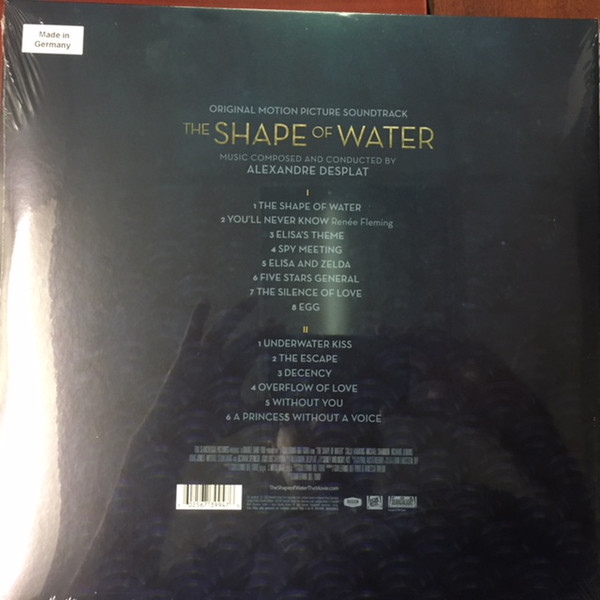 Made in
Germany
ORIGINAL MOTION PICTURE SOUNDTRACK
THE SHAPE OF WATER
MUSIC COMPOSED AND CONDUCTED BY
ALEXANDRE DESPLAT
I
1 THE SHAPE OF WATER
2 YOU'LL NEVER KNOW Renée Fleming
3 ELISA'S THEME
4 SPY MEETING
5 ELISA AND ZELDA
6 FIVE STARS GENERAL
7 THE SILENCE OF LOVE
8 EGG
II
1 UNDERWATER KISS
2 THE ESCAPE
3 DECENCY
4 OVERFLOW OF LOVE
5 WITHOUT YOU
6 A PRINCESS WITHOUT A VOICE
TheShapeofWaterTheMovie.com